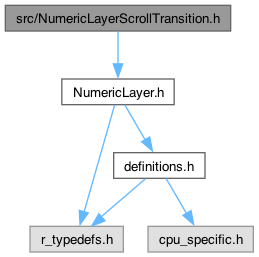 src/NumericLayerScrollTransition.h
NumericLayer.h
definitions.h
r_typedefs.h
cpu_specific.h